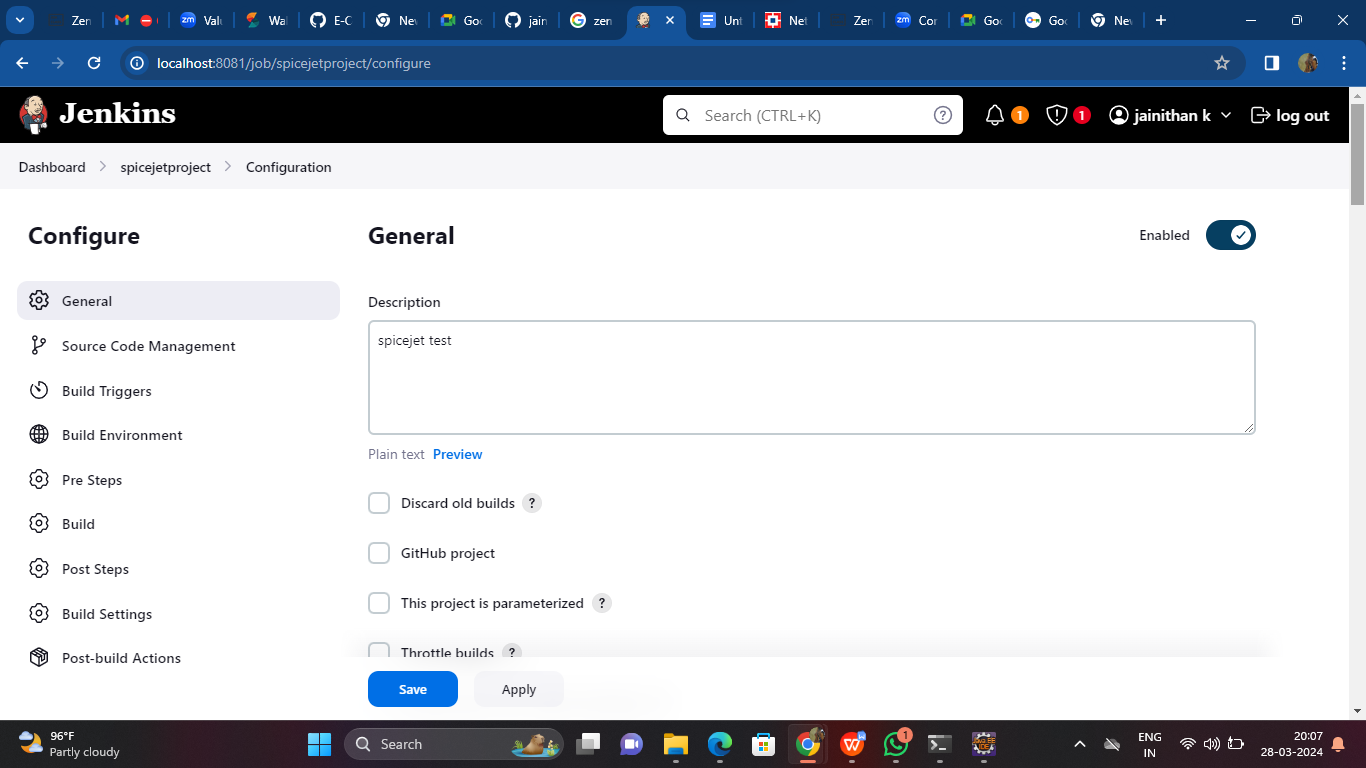 Zen
Valu
Wal
E-C
Nev
Goo
jain
zen
Unt
Net
Zen
Cor
Goo
Goo
Nev
localhost:8081/job/spicejetproject/configure
Jenkins
Search (CTRL+K)
?
1
1
jainithan k
log out
Dashboard
spicejetproject
Configuration
Configure
General
Enabled
General
Source Code Management
Build Triggers
Build Environment
Pre Steps
Build
Post Steps
Build Settings
Post-build Actions
Description
spicejet test
Plain text Preview
Discard old builds ?
GitHub project
This project is parameterized ?
Throttle builds ?
Save
Apply
96°F
Partly cloudy
Search
1
ENG
IN
20:07
28-03-2024